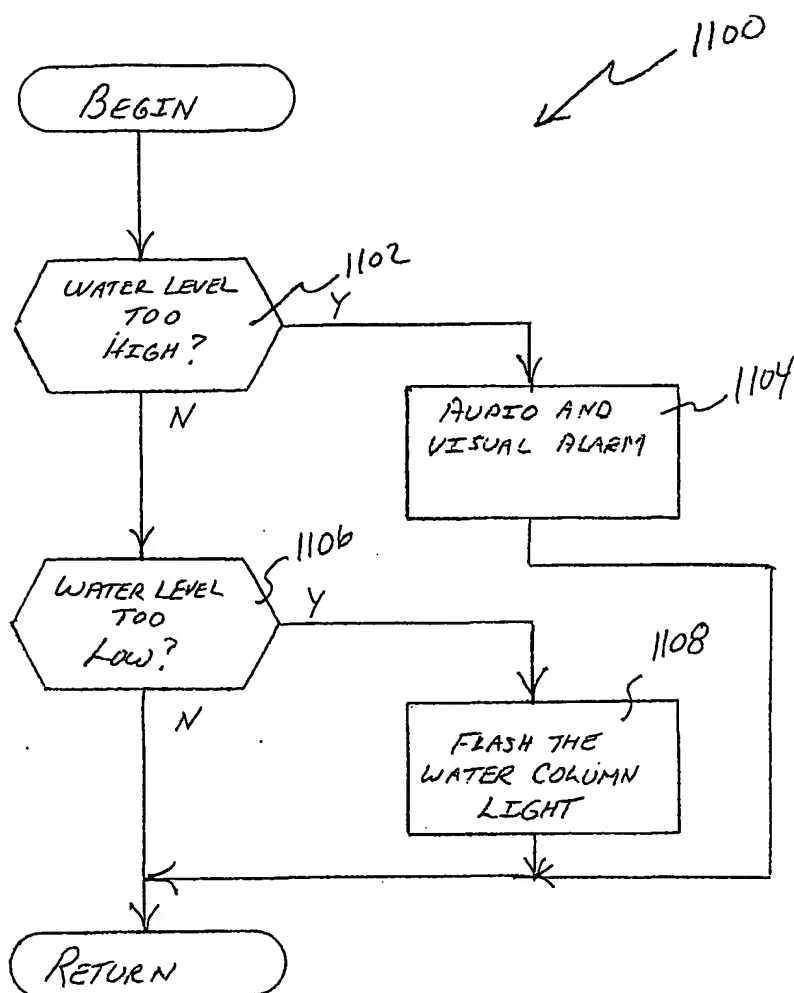 1100
BEGIN
WATER LEVEL
TOO
HIGH?
1102
Y
N
AUDIO AND
VISUAL ALARM
1104
WATER LEVEL
TOO
LOW?
1106
Y
N
FLASH THE
WATER COLUMN
LIGHT
1108
RETURN